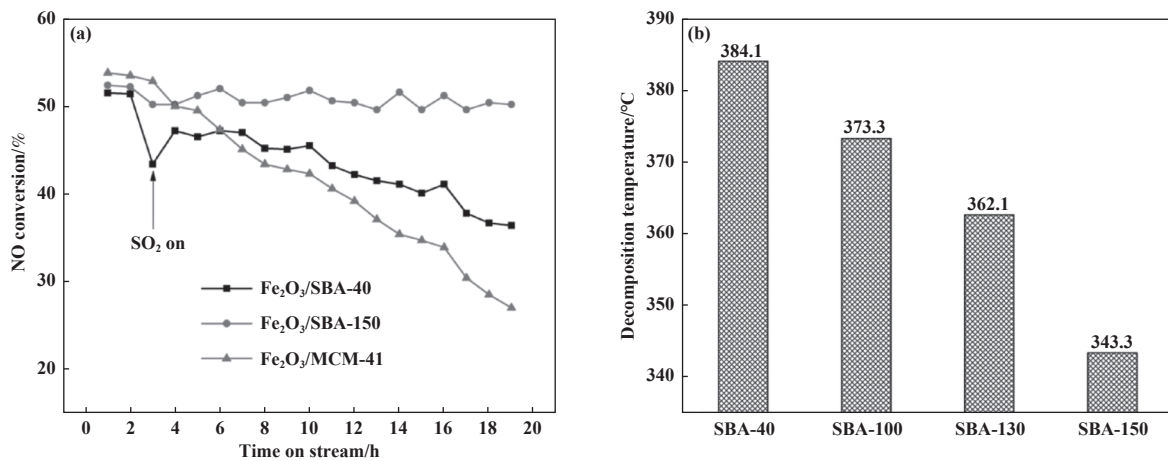 (a)
NO conversion/%
60
50
40
30
20
SO₂ on
Fe₂O₃/SBA-40
Fe₂O₃/SBA-150
Fe₂O₃/MCM-41
0 2 4 6 8 10 12 14 16 18 20
Time on stream/h
(b)
Decomposition temperature/°C
390
380
370
360
350
340
384.1
373.3
362.1
343.3
SBA-40 SBA-100 SBA-130 SBA-150